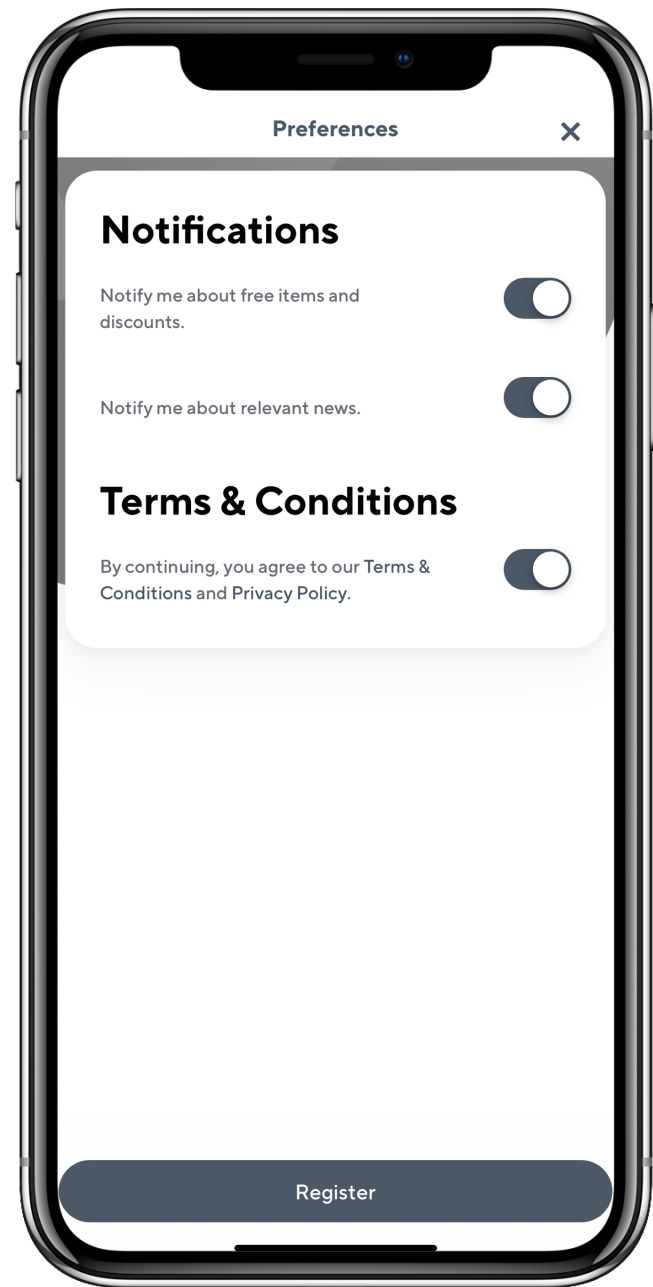 Preferences
Notifications
Notify me about free items and
discounts.
Notify me about relevant news.
Terms & Conditions
By continuing, you agree to our Terms &
Conditions and Privacy Policy.
Register